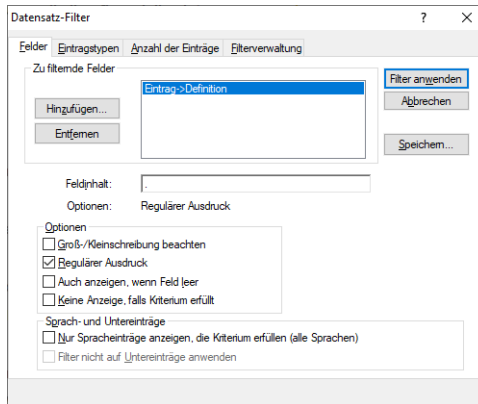 Datensatz-Filter ?
Felder Eintragstypen Anzahl der Einträge Filterverwaltung
Zu filternde Felder
Eintrag->Definition
Filter anwenden
Hinzufügen...
Abbrechen
Entfernen
Speichern...
Feldinhalt: .
Optionen: Regulärer Ausdruck
Optionen
Groß-/Kleinschreibung beachten
Regulärer Ausdruck
Auch anzeigen, wenn Feld leer
Keine Anzeige, falls Kriterium erfüllt
Sprach- und Untereinträge
Nur Spracheinträge anzeigen, die Kriterium erfüllen (alle Sprachen)
Filter nicht auf Untereinträge anwenden